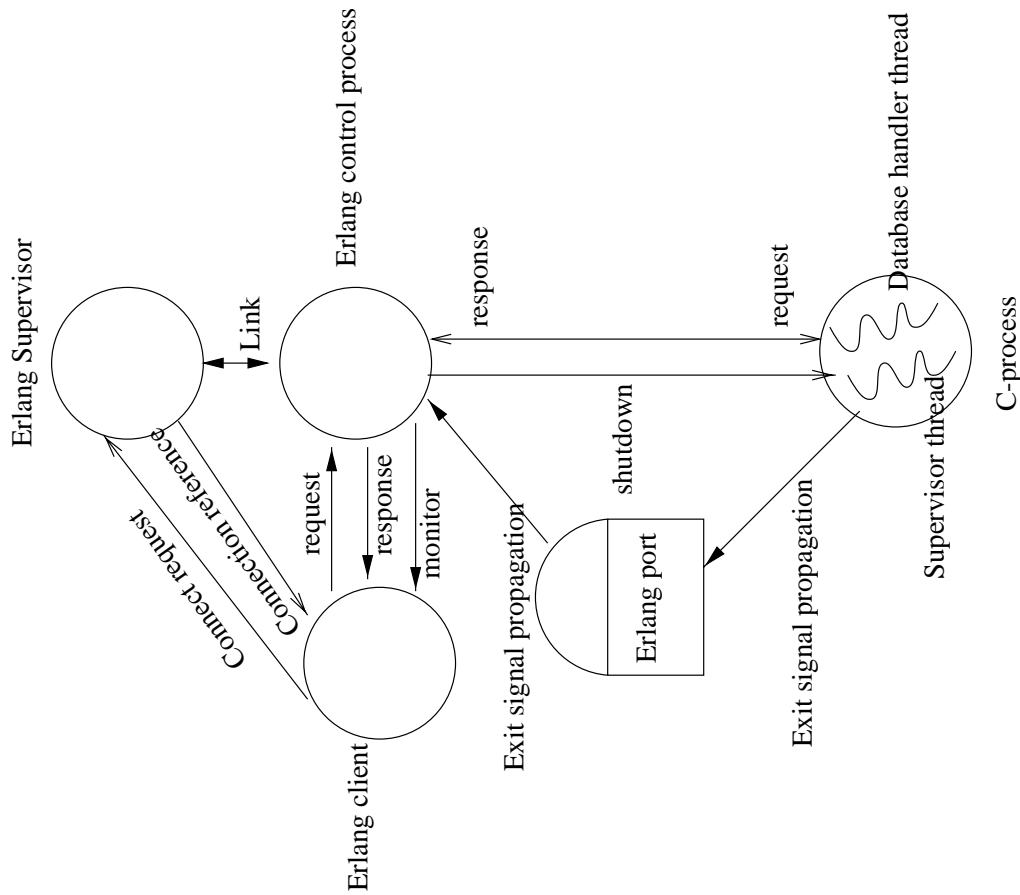 Erlang Supervisor
Erlang control process
Link
Connect request
Connection reference
request
response
monitor
Erlang client
response
request
shutdown
Exit signal propagation
Erlang port
Exit signal propagation
Database handler thread
Supervisor thread
C-process